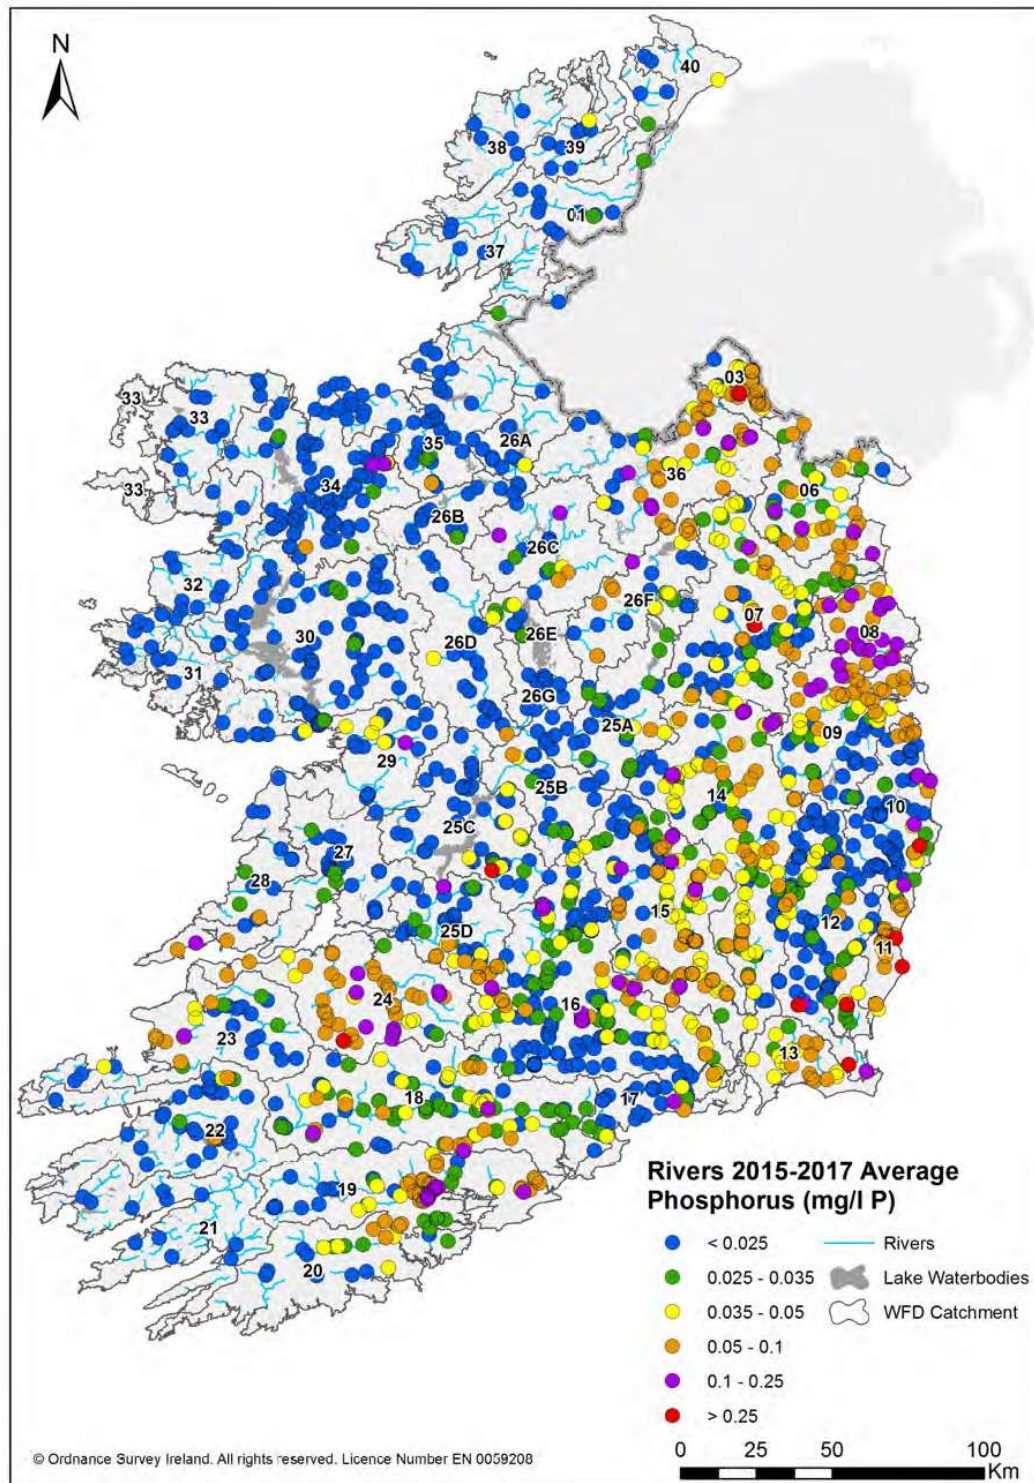 N
40
38
39
01
37
03
33
33
35
26A
36
33
34
06
26B
26C
32
26F
07
08
30
26E
26D
31
26G
25A
09
29
25B
14
10
25C
27
28
15
12
25D
11
24
16
23
13
18
17
22
19
21
20
Rivers 2015-2017 Average
Phosphorus (mg/l P)
< 0.025
Rivers
0.025 - 0.035
Lake Waterbodies
0.035 - 0.05
WFD Catchment
0.05 - 0.1
0.1 - 0.25
> 0.25
© Ordnance Survey Ireland. All rights reserved. Licence Number EN 0059208
0 25 50 100
Km